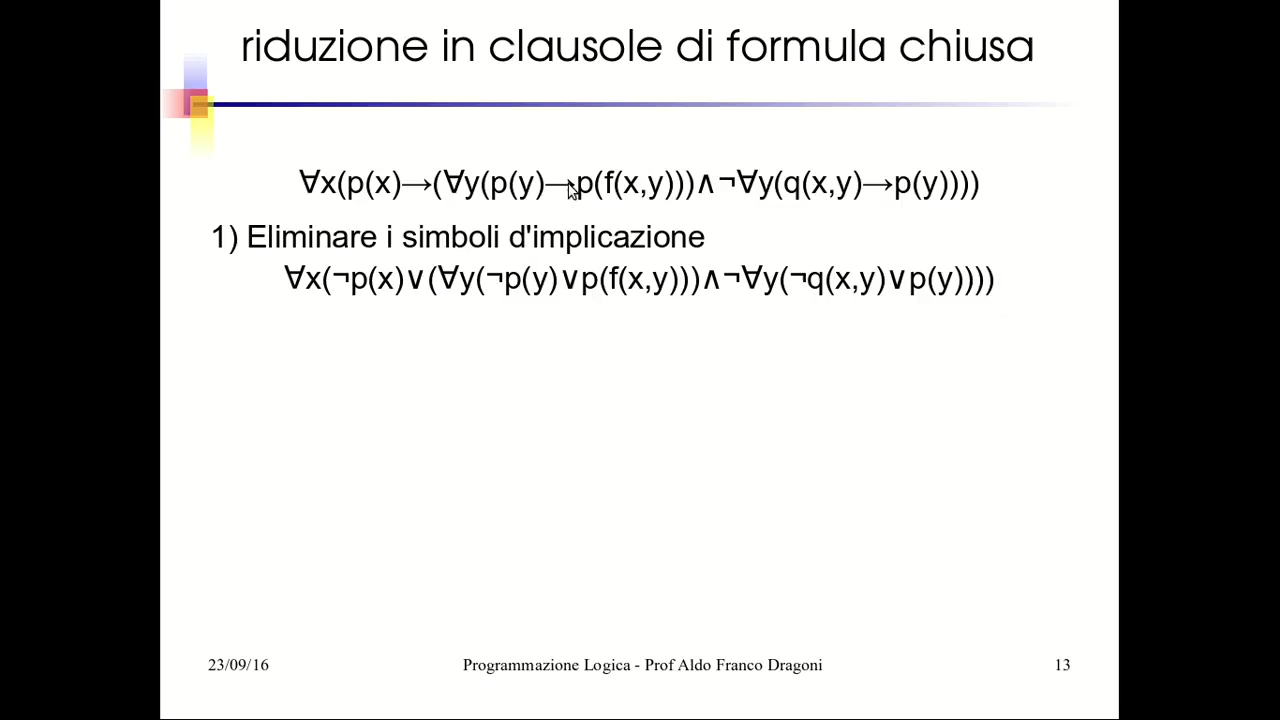 riduzione in clausole di formula chiusa
∀x(p(x)→(∀y(p(y)→p(f(x,y)))∧¬∀y(q(x,y)→p(y))))
1) Eliminare i simboli d'implicazione
∀x(¬p(x)∨(∀y(¬p(y)∨p(f(x,y)))∧¬∀y(¬q(x,y)∨p(y))))
23/09/16 Programmazione Logica - Prof Aldo Franco Dragoni 13